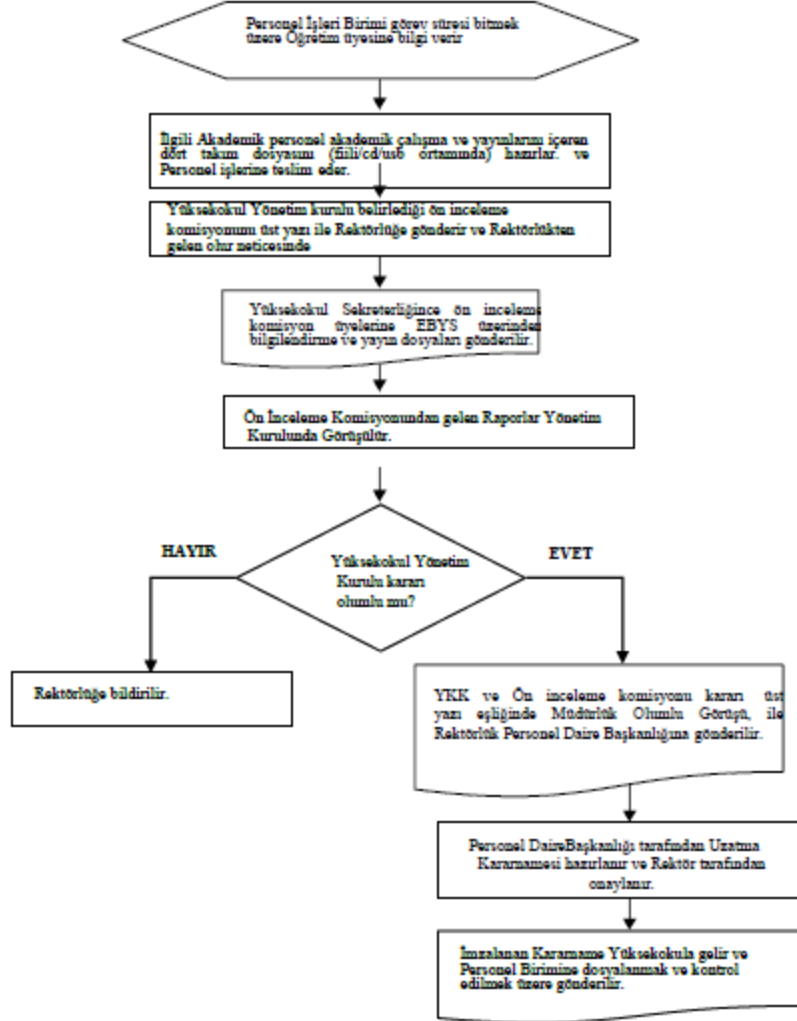 Personel İşleri Birimi görev süresi bitmek
üzere Öğretim üyesine bilgi verir
İlgili Akademik personel akademik çalışma ve yayınlarını içeren
dört takım dosyasını (fiili/cd/usb ortamında) hazırlar. ve
Personel işlerine teslim eder.
Yüksekokul Yönetim kurulu belirlediği ön inceleme
komisyonunu üst yazı ile Rektörlüğe gönderir ve Rektörlükten
gelen olur neticesinde
Yüksekokul Sekreterliğince ön inceleme
komisyon üyelerine EBYS üzerinden
bilgilendirme ve yayın dosyaları gönderilir.
Ön İnceleme Komisyonundan gelen Raporlar Yönetim
Kurulunda Görüşülür.
HAYIR
EVET
Yüksekokul Yönetim
Kurulu kararı
olumlu mu?
Rektörlüğe bildirilir.
YKK ve Ön inceleme komisyonu kararı üst
yazı eşliğinde Müdürlük Olumlu Görüşü, ile
Rektörlük Personel Daire Başkanlığına gönderilir.
Personel DaireBaşkanlığı tarafından Uzatma
Kararnamesi hazırlanır ve Rektör tarafından
onaylanır.
İmzalanan Kararname Yüksekokula gelir ve
Personel Birimine dosyalanmak ve kontrol
edilmek üzere gönderilir.